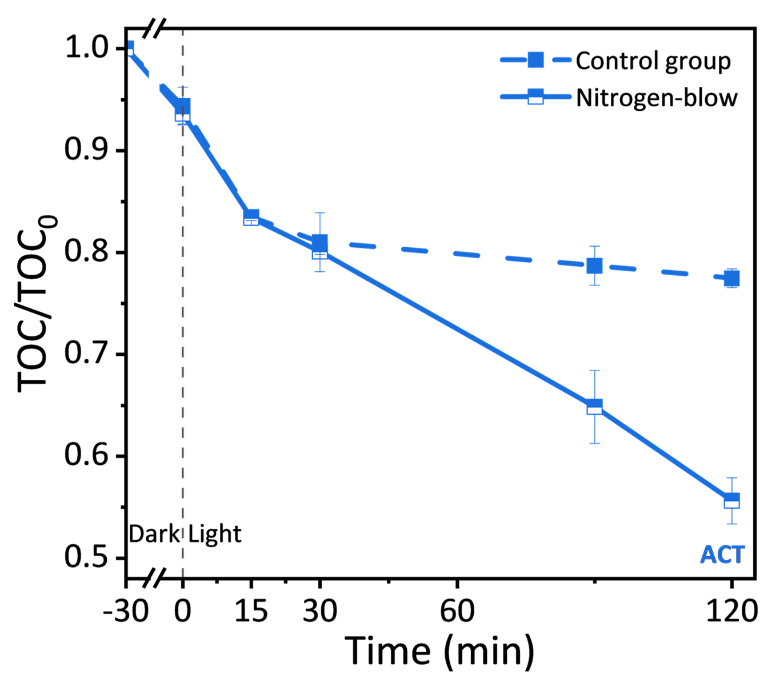 Control group
Nitrogen-blow
TOC/TOC₀
1.0
0.9
0.8
0.7
0.6
0.5
Dark Light
ACT
-30 0 15 30 60 120
Time (min)